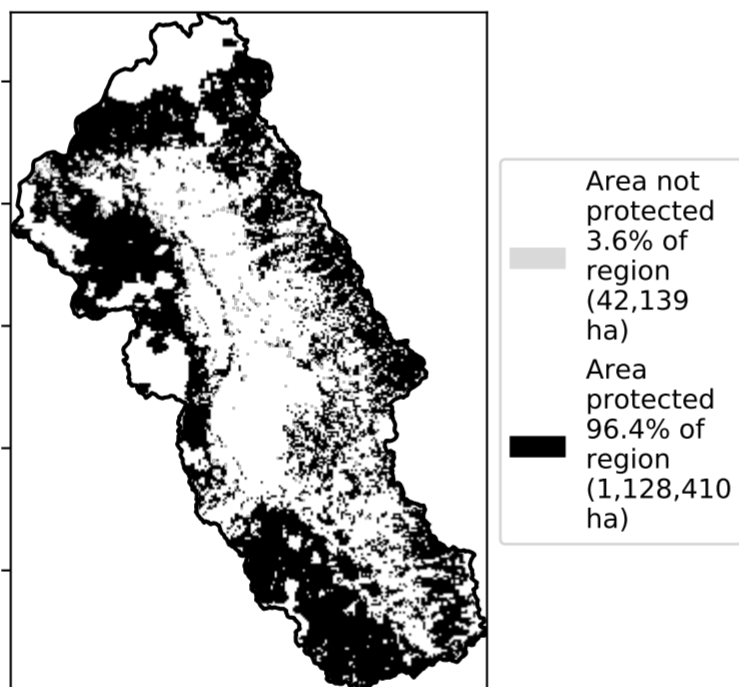 Area not
protected
3.6% of
region
(42,139
ha)
Area
protected
96.4% of
region
(1,128,410
ha)